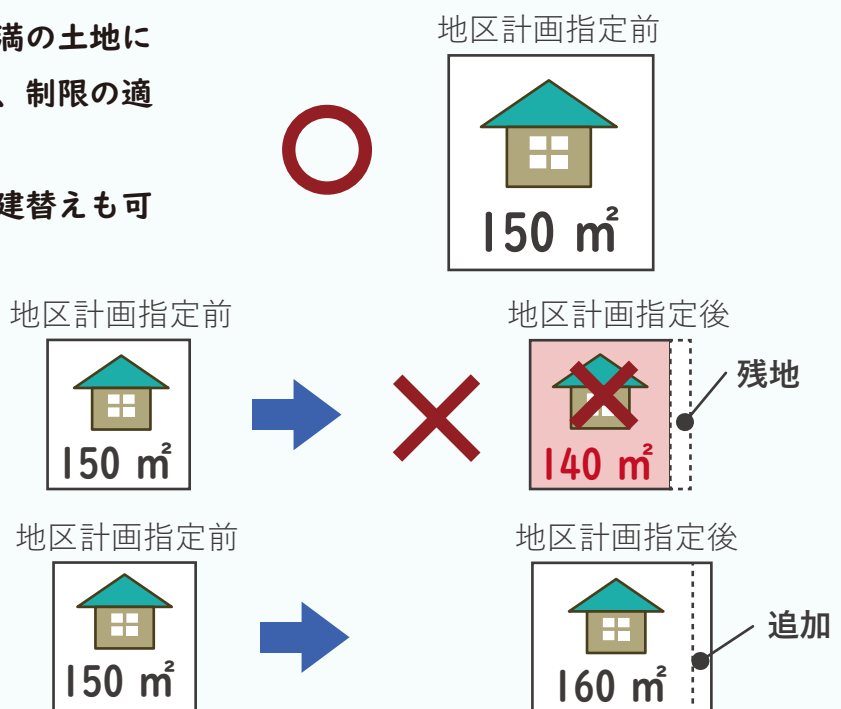 満の土地に
、制限の適
建替えも可
地区計画指定前
150 ㎡
地区計画指定前
150 ㎡
地区計画指定後
140 ㎡
残地
地区計画指定前
150 ㎡
地区計画指定後
160 ㎡
追加